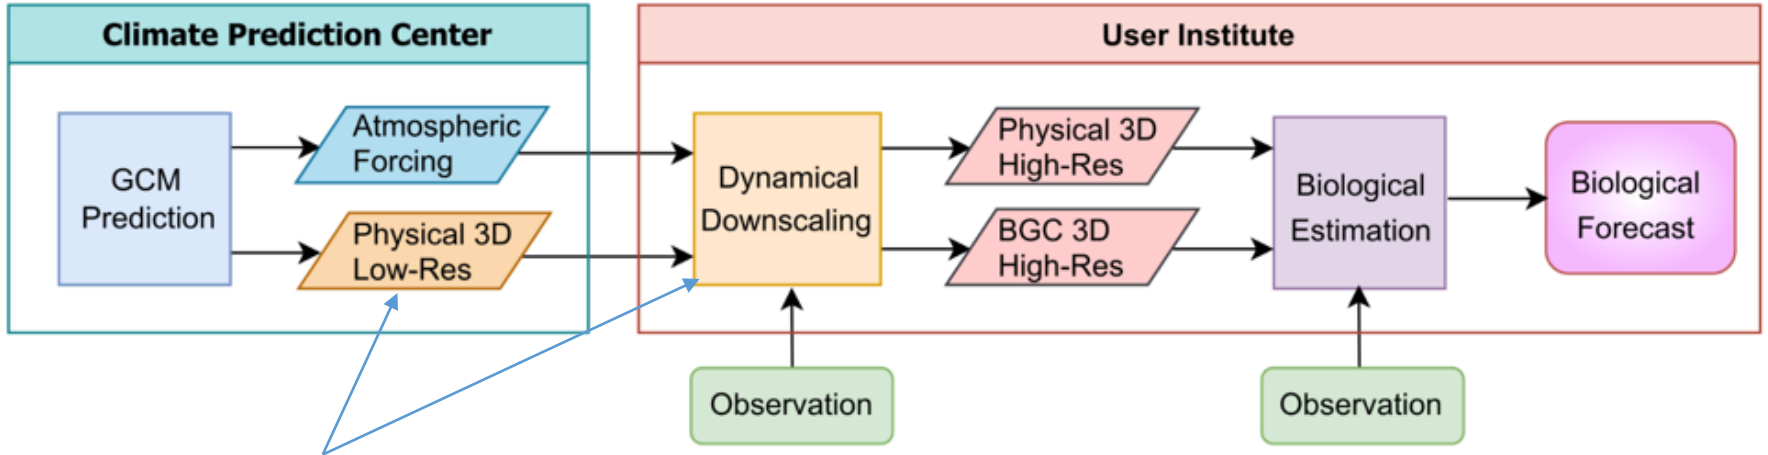 Climate Prediction Center
User Institute
GCM
Prediction
Atmospheric
Forcing
Physical 3D
Low-Res
Dynamical
Downscaling
Physical 3D
High-Res
BGC 3D
High-Res
Biological
Estimation
Biological
Forecast
Observation
Observation